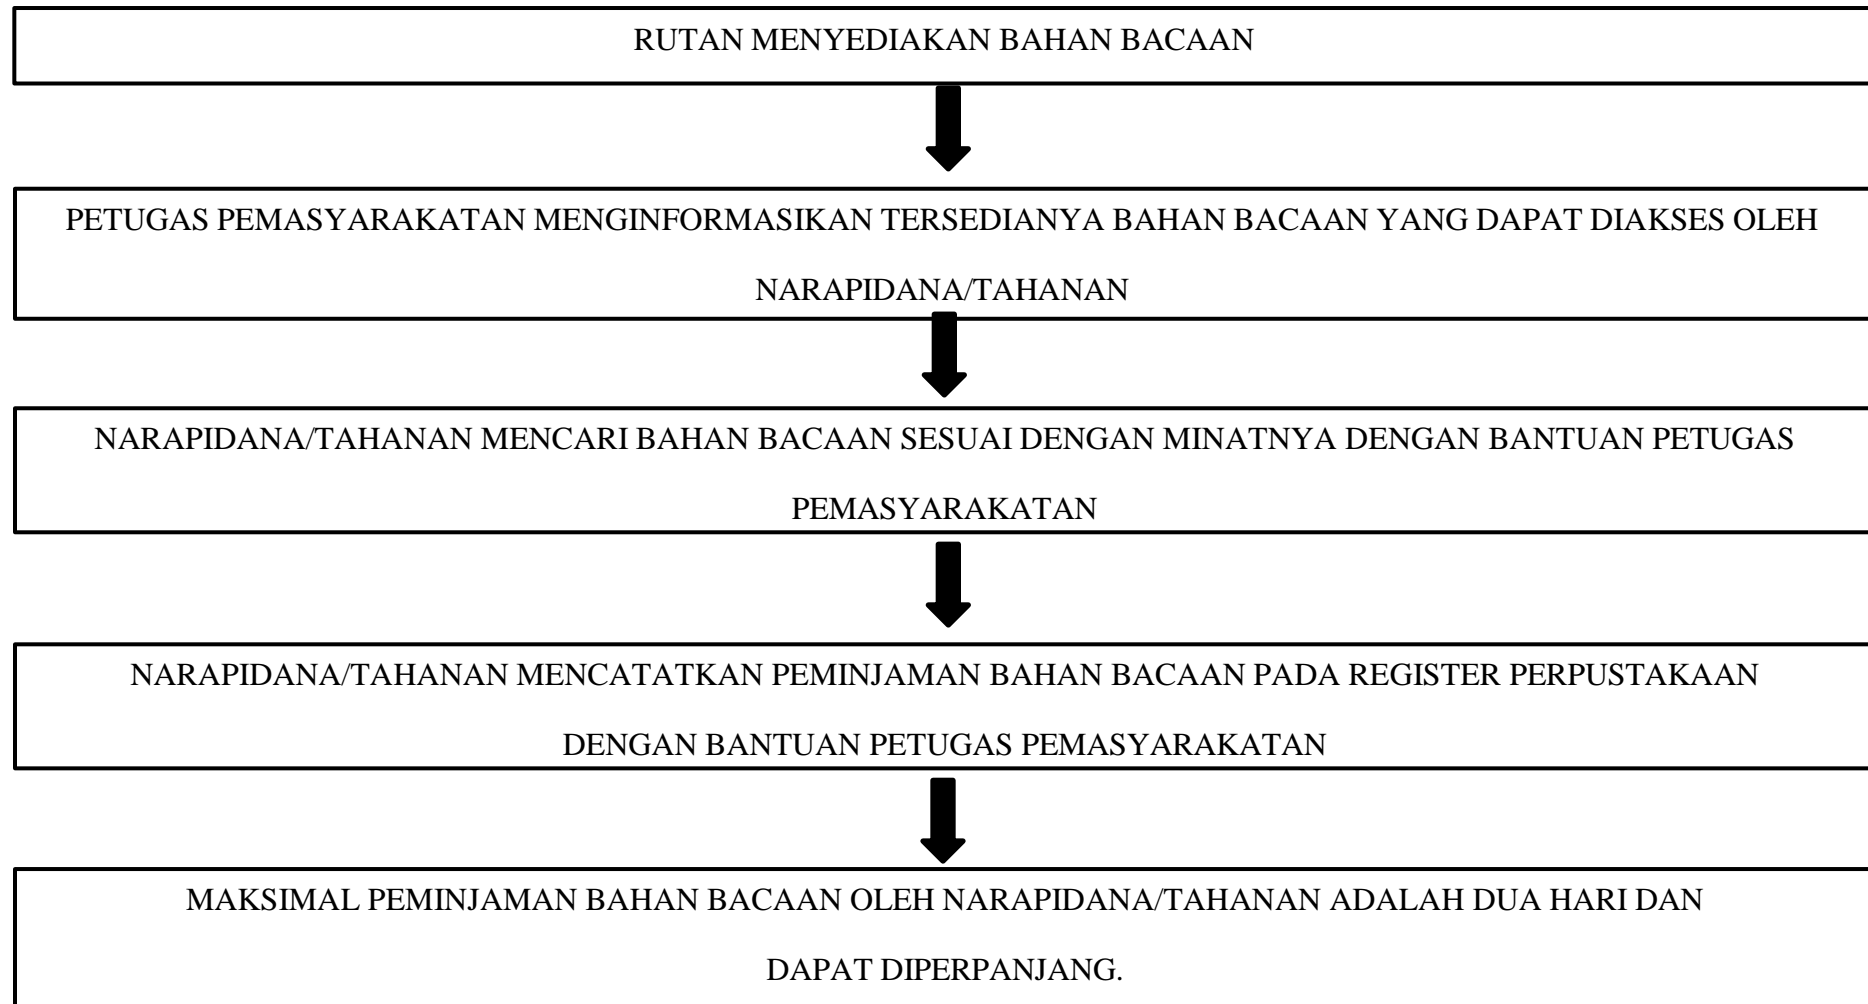 RUTAN MENYEDIAKAN BAHAN BACAAN
PETUGAS PEMASYARAKATAN MENGINFORMASIKAN TERSEDIANYA BAHAN BACAAN YANG DAPAT DIAKSES OLEH
NARAPIDANA/TAHANAN
NARAPIDANA/TAHANAN MENCARI BAHAN BACAAN SESUAI DENGAN MINATNYA DENGAN BANTUAN PETUGAS
PEMASYARAKATAN
NARAPIDANA/TAHANAN MENCATATKAN PEMINJAMAN BAHAN BACAAN PADA REGISTER PERPUSTAKAAN
DENGAN BANTUAN PETUGAS PEMASYARAKATAN
MAKSIMAL PEMINJAMAN BAHAN BACAAN OLEH NARAPIDANA/TAHANAN ADALAH DUA HARI DAN
DAPAT DIPERPANJANG.